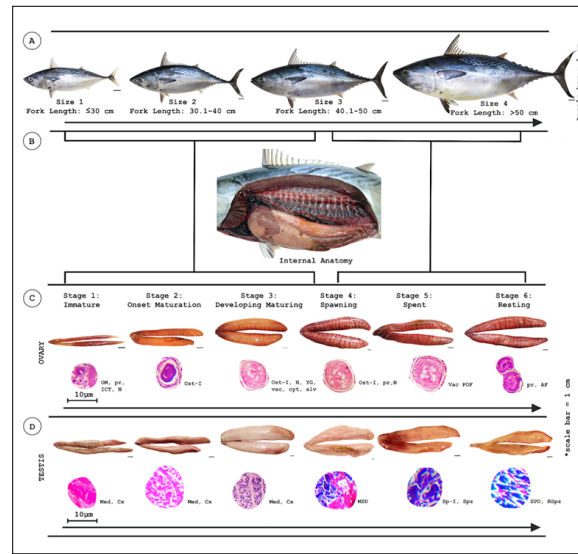 A
Size 1
Fork Length: ≤30 cm
Size 2
Fork Length: 30.1-40 cm
Size 3
Fork Length: 40.1-50 cm
Size 4
Fork Length: >50 cm
B
Internal Anatomy
C
Stage 1:
Immature
Stage 2:
Onset Maturation
Stage 3:
Developing Maturing
Stage 4:
Spawning
Stage 5:
Spent
Stage 6:
Resting
OVARY
OM, pr,
ICT, N
Ost-I
Ost-I, N, YG,
vac, cyt, slv
Ost-I, pr,N
Vac POF
pr, AF
10µm
D
TESTIS
Med, Cx
Med, Cx
Med, Cx
MSD
Sp-I, Spz
SPD, RSpz
10µm
*scale bar = 1 cm